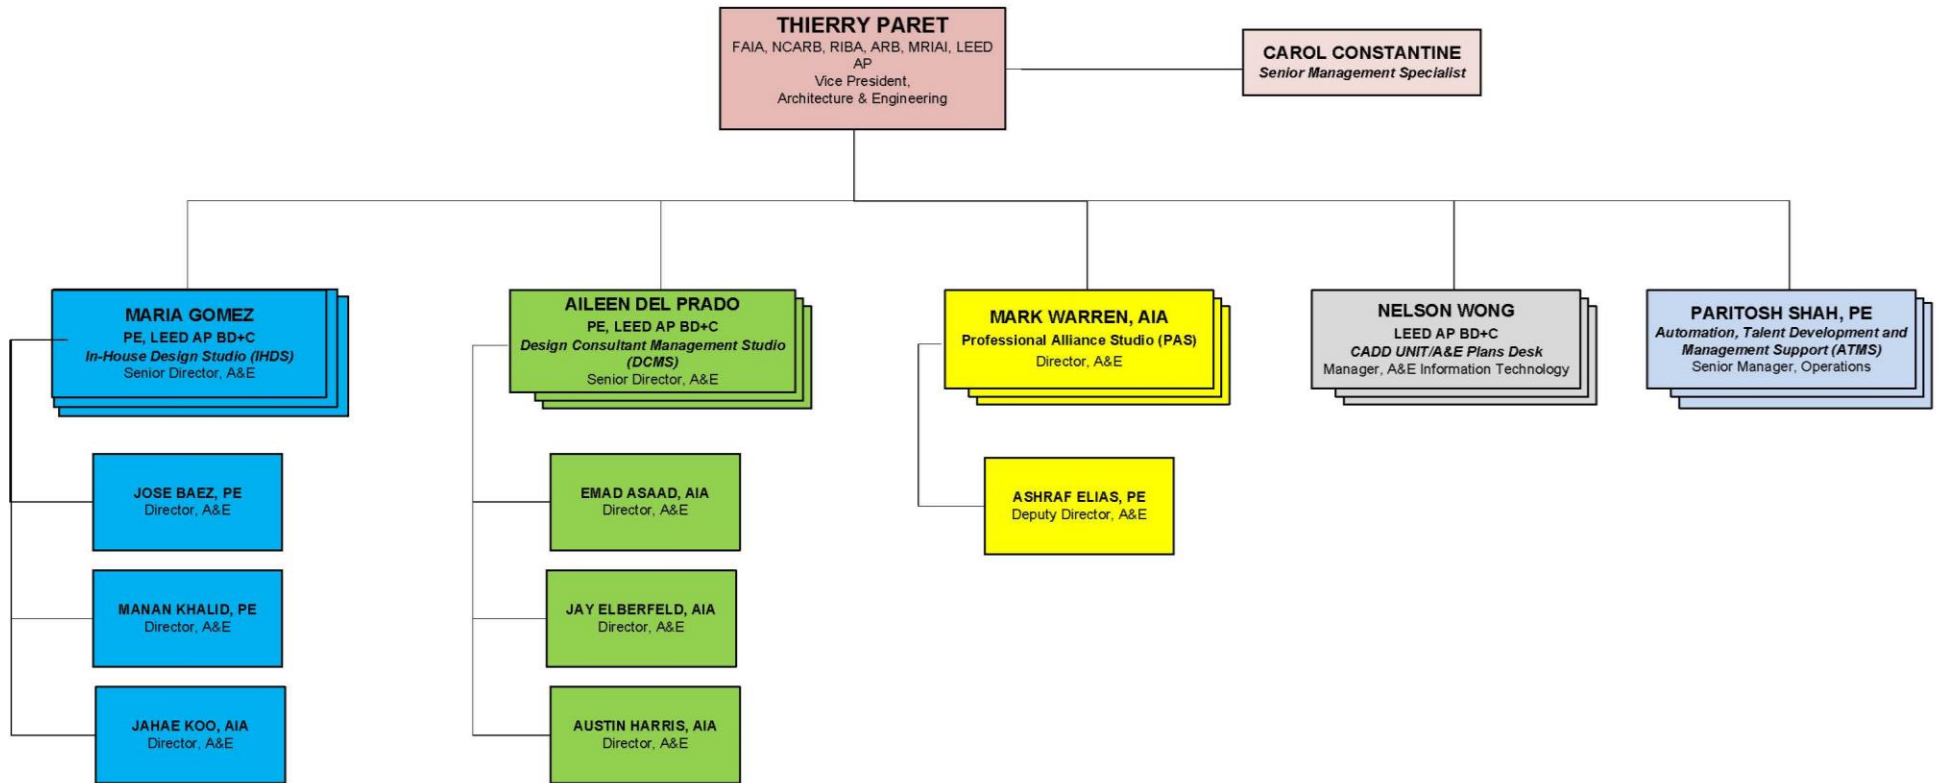 THIERRY PARET
FAIA, NCARB, RIBA, ARB, MRIAI, LEED
AP
Vice President,
Architecture & Engineering
CAROL CONSTANTINE
Senior Management Specialist
MARIA GOMEZ
PE, LEED AP BD+C
In-House Design Studio (IHDS)
Senior Director, A&E
AILEEN DEL PRADO
PE, LEED AP BD+C
Design Consultant Management Studio
(DCMS)
Senior Director, A&E
MARK WARREN, AIA
Professional Alliance Studio (PAS)
Director, A&E
NELSON WONG
LEED AP BD+C
CADD UNIT/A&E Plans Desk
Manager, A&E Information Technology
PARITOSH SHAH, PE
Automation, Talent Development and
Management Support (ATMS)
Senior Manager, Operations
JOSE BAEZ, PE
Director, A&E
EMAD ASAAD, AIA
Director, A&E
ASHRAF ELIAS, PE
Deputy Director, A&E
MANAN KHALID, PE
Director, A&E
JAY ELBERFELD, AIA
Director, A&E
JAHAE KOO, AIA
Director, A&E
AUSTIN HARRIS, AIA
Director, A&E